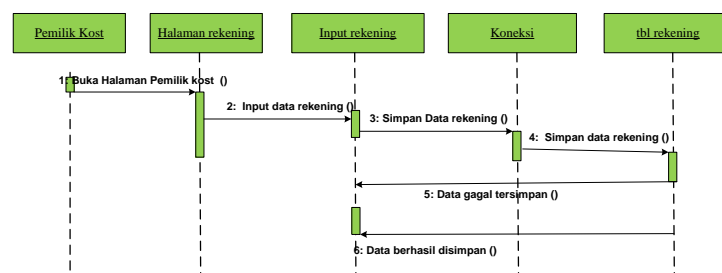 Pemilik Kost
Halaman rekening
Input rekening
Koneksi
tbl rekening
1: Buka Halaman Pemilik kost ()
2: Input data rekening ()
3: Simpan Data rekening ()
4: Simpan data rekening ()
5: Data gagal tersimpan ()
6: Data berhasil disimpan ()